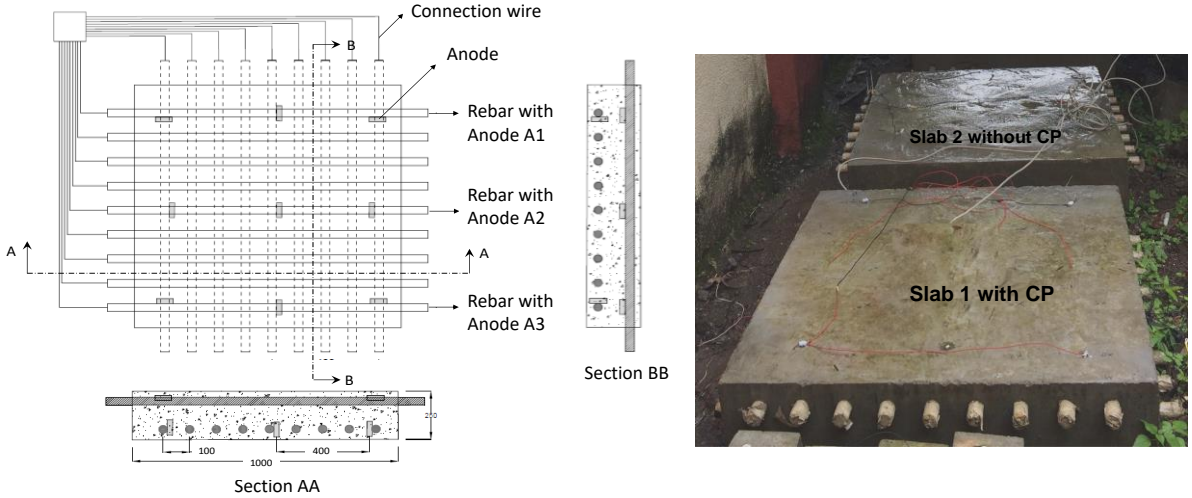 Connection wire
B
Anode
Rebar with
Anode A1
Rebar with
Anode A2
A
A
Rebar with
Anode A3
B
Section BB
100
400
1000
Section AA
Slab 2 without CP
Slab 1 with CP